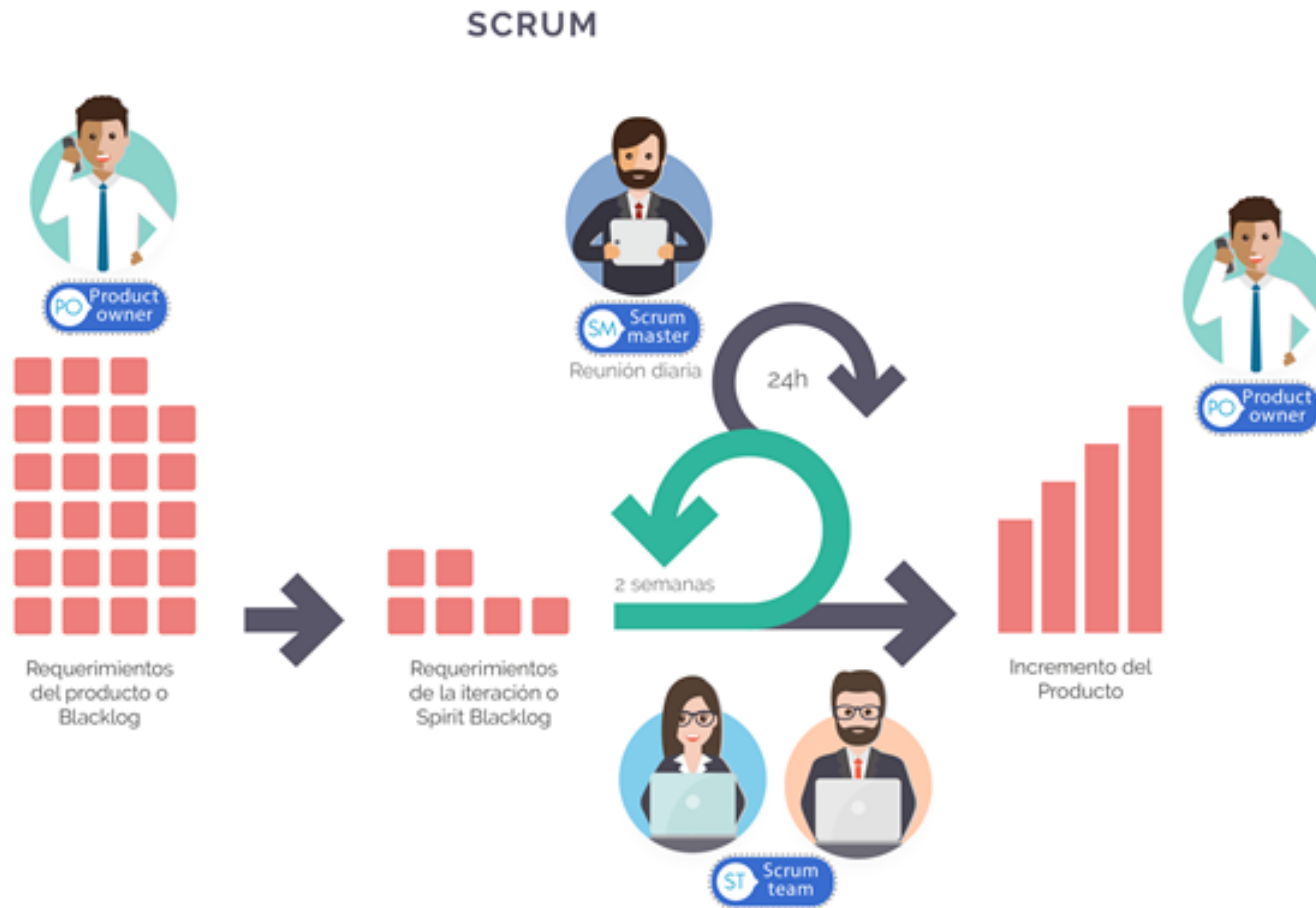 SCRUM
PO
Product
owner
SM
Scrum
master
Reunión diaria
24h
PO
Product
owner
2 semanas
Requerimientos
del producto o
Blacklog
Requerimientos
de la iteración o
Spirit Blacklog
Incremento del
Producto
ST
Scrum
team